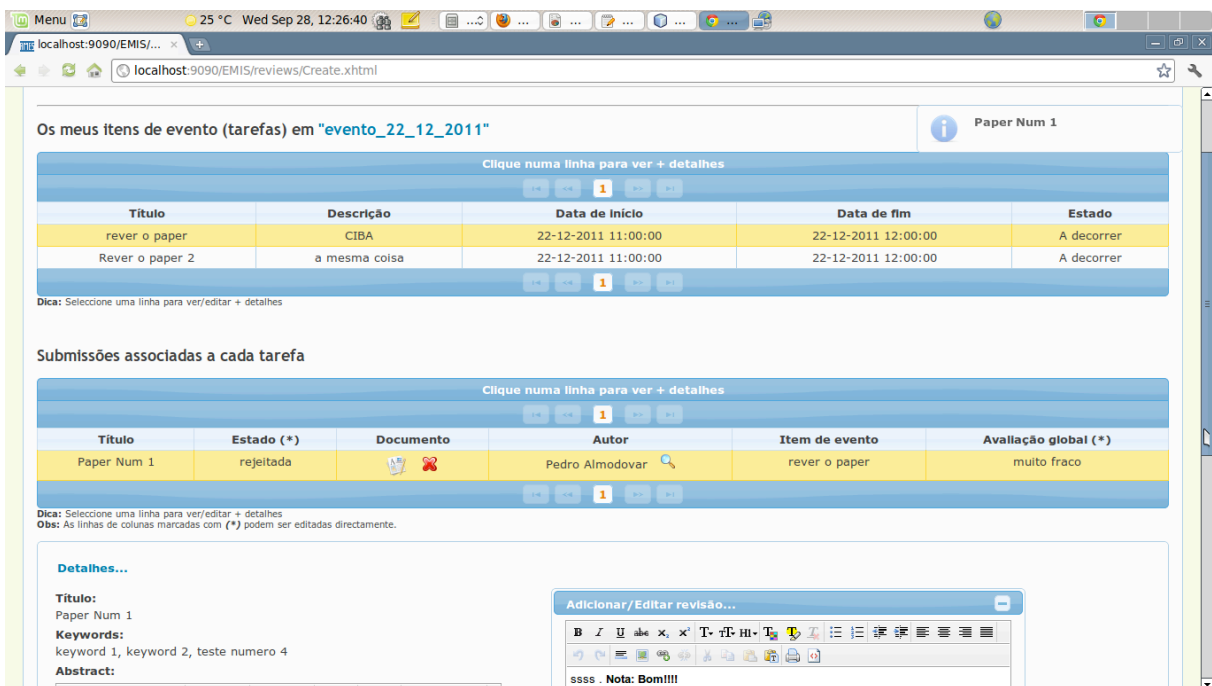 Menu 25 °C Wed Sep 28, 12:26:40 ...
localhost:9090/EMIS/...
localhost:9090/EMIS/reviews/Create.xhtml
Os meus itens de evento (tarefas) em "evento_22_12_2011"
Paper Num 1
Clique numa linha para ver + detalhes
1
Título Descrição Data de início Data de fim Estado
rever o paper CIBA 22-12-2011 11:00:00 22-12-2011 12:00:00 A decorrer
Rever o paper 2 a mesma coisa 22-12-2011 11:00:00 22-12-2011 12:00:00 A decorrer
1
Dica: Seleccione uma linha para ver/editar + detalhes
Submissões associadas a cada tarefa
Clique numa linha para ver + detalhes
1
Título Estado (*) Documento Autor Item de evento Avaliação global (*)
Paper Num 1 rejeitada Pedro Almodovar rever o paper muito fraco
1
Dica: Seleccione uma linha para ver/editar + detalhes
Obs: As linhas de colunas marcadas com (*) podem ser editadas directamente.
Detalhes...
Título:
Paper Num 1
Keywords:
keyword 1, keyword 2, teste numero 4
Abstract:
Adicionar/Editar revisão...
ssss . Nota: Bom!!!!